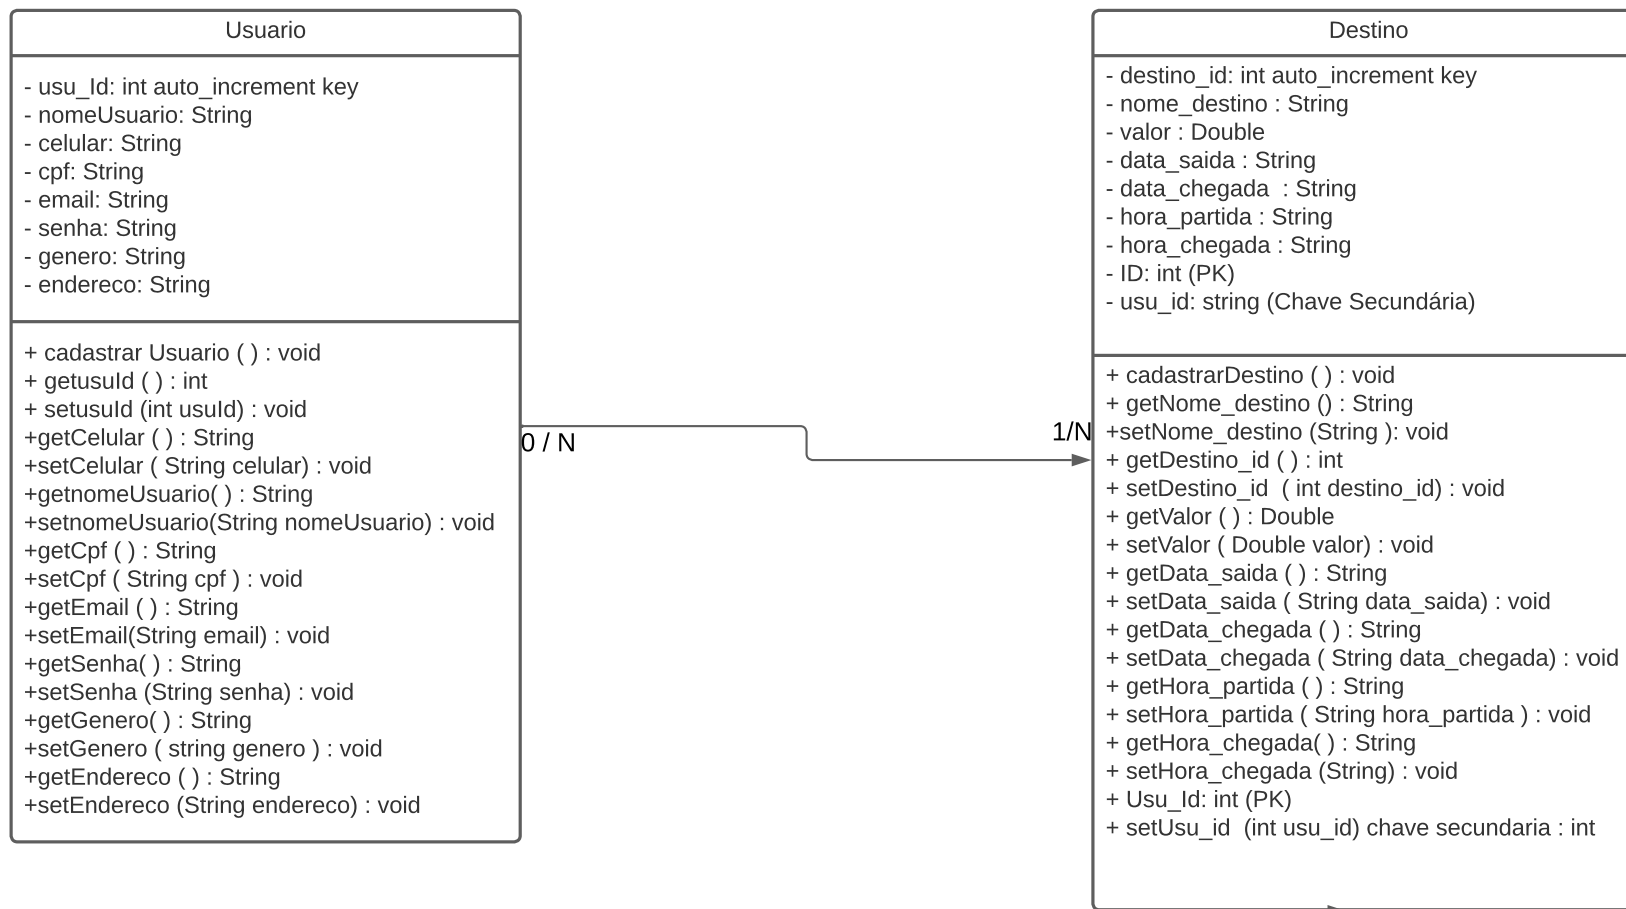 Usuario
- usu_Id: int auto_increment key
- nomeUsuario: String
- celular: String
- cpf: String
- email: String
- senha: String
- genero: String
- endereco: String
+ cadastrar Usuario ( ) : void
+ getusuId ( ) : int
+ setusuId (int usuId) : void
+getCelular ( ) : String
+setCelular ( String celular) : void
+getnomeUsuario( ) : String
+setnomeUsuario(String nomeUsuario) : void
+getCpf ( ) : String
+setCpf ( String cpf ) : void
+getEmail ( ) : String
+setEmail(String email) : void
+getSenha( ) : String
+setSenha (String senha) : void
+getGenero( ) : String
+setGenero ( string genero ) : void
+getEndereco ( ) : String
+setEndereco (String endereco) : void
0 / N
1/N
Destino
- destino_id: int auto_increment key
- nome_destino : String
- valor : Double
- data_saida : String
- data_chegada  : String
- hora_partida : String
- hora_chegada : String
- ID: int (PK)
- usu_id: string (Chave Secundária)
+ cadastrarDestino ( ) : void
+ getNome_destino () : String
+setNome_destino (String ): void
+ getDestino_id ( ) : int
+ setDestino_id  ( int destino_id) : void
+ getValor ( ) : Double
+ setValor ( Double valor) : void
+ getData_saida ( ) : String
+ setData_saida ( String data_saida) : void
+ getData_chegada ( ) : String
+ setData_chegada ( String data_chegada) : void
+ getHora_partida ( ) : String
+ setHora_partida ( String hora_partida ) : void
+ getHora_chegada( ) : String
+ setHora_chegada (String) : void
+ Usu_Id: int (PK)
+ setUsu_id  (int usu_id) chave secundaria : int